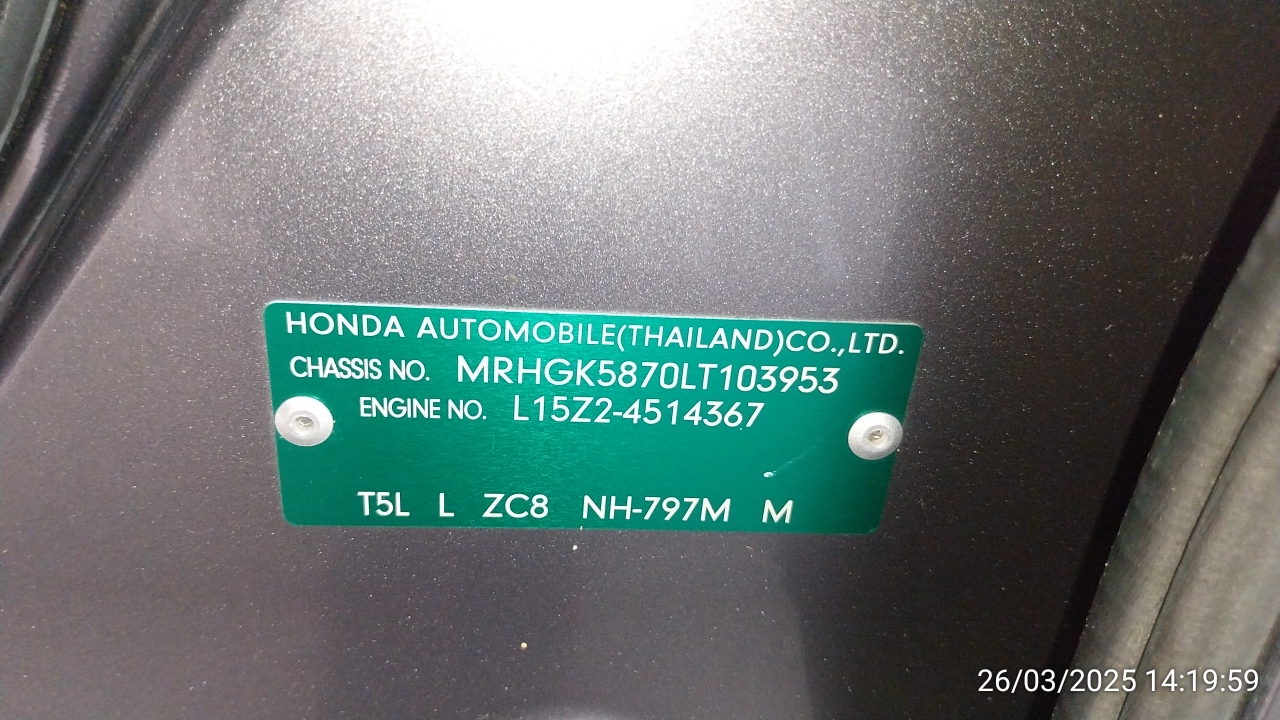 HONDA AUTOMOBILE(THAILAND)CO.,LTD.
CHASSIS NO. MRHGK5870LT103953
ENGINE NO. L15Z2-4514367
T5L L ZC8 NH-797M M
26/03/2025 14:19:59